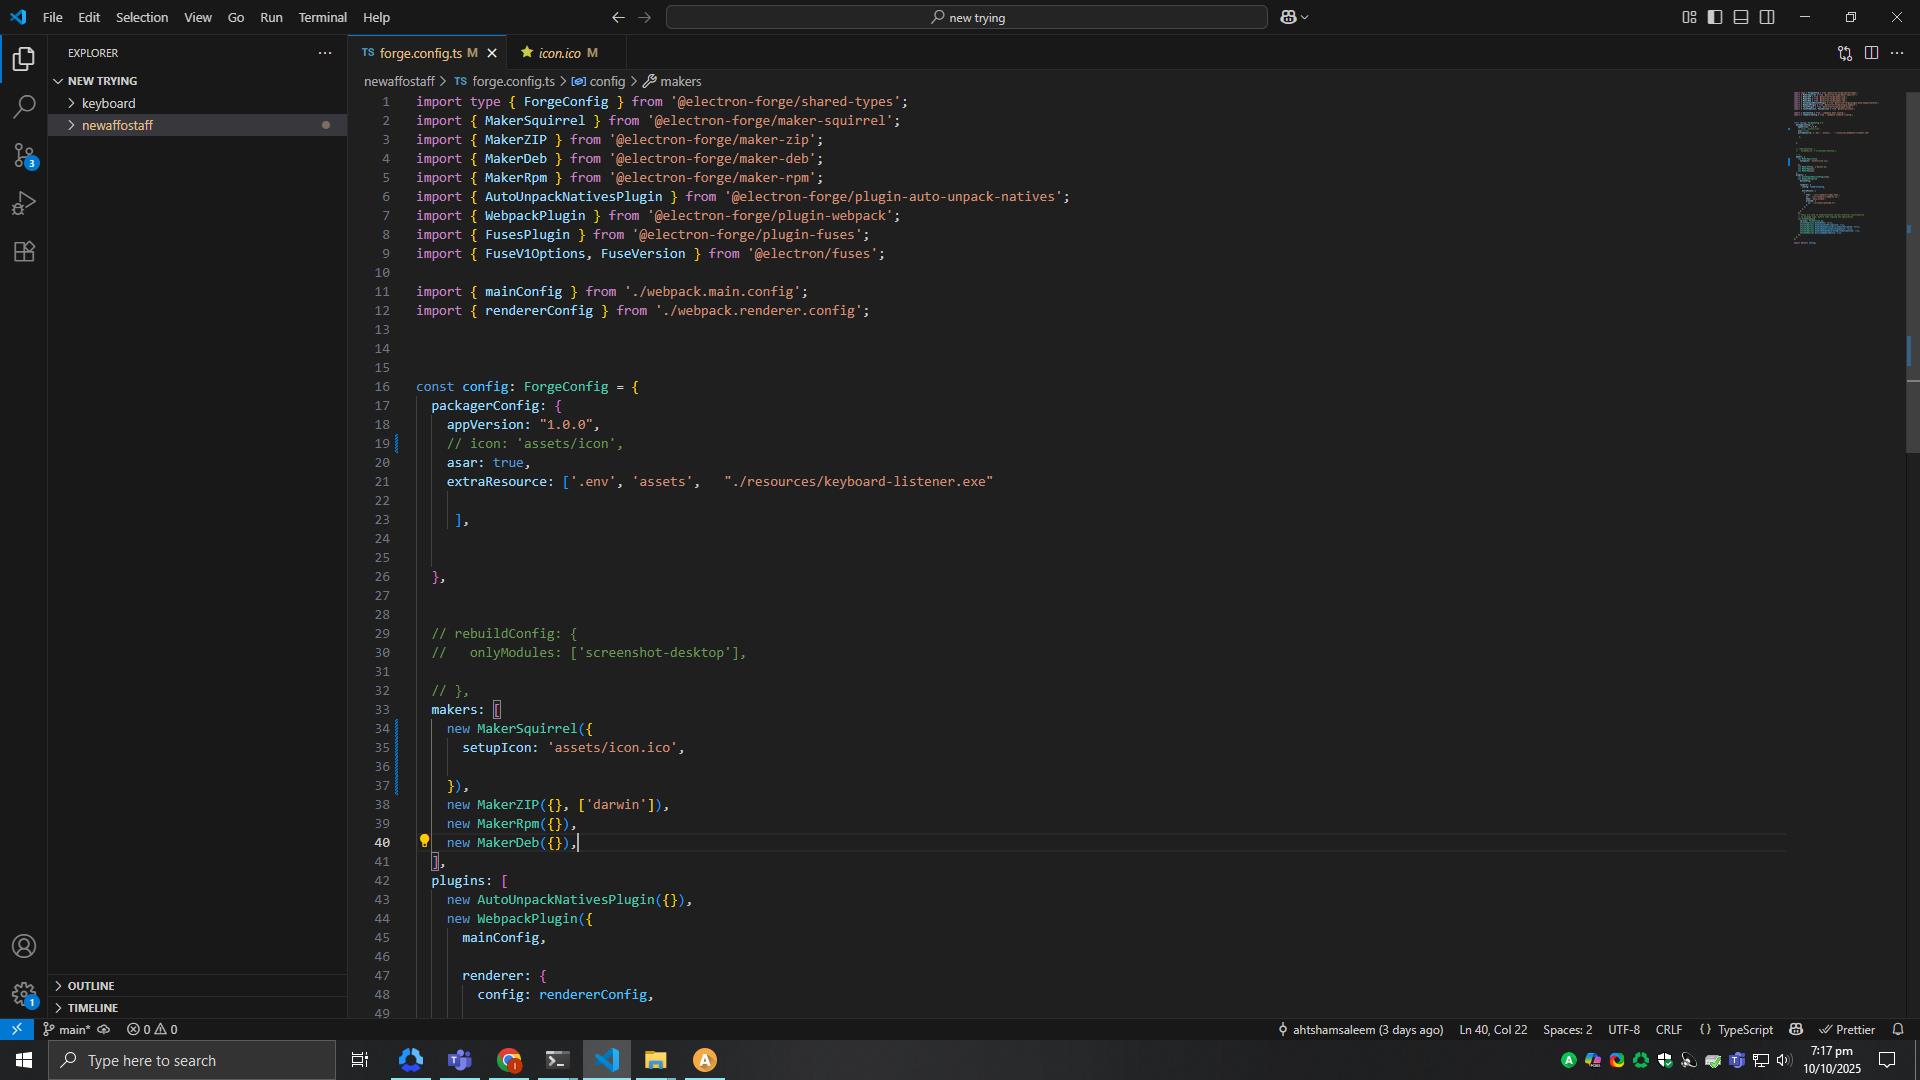 File Edit Selection View Go Run Terminal Help
new trying
EXPLORER
NEW TRYING
keyboard
newaffostaff
OUTLINE
TIMELINE
TS forge.config.ts M
icon.ico M
newaffostaff > TS forge.config.ts > config > makers
1 import type { ForgeConfig } from '@electron-forge/shared-types';
2 import { MakerSquirrel } from '@electron-forge/maker-squirrel';
3 import { MakerZIP } from '@electron-forge/maker-zip';
4 import { MakerDeb } from '@electron-forge/maker-deb';
5 import { MakerRpm } from '@electron-forge/maker-rpm';
6 import { AutoUnpackNativesPlugin } from '@electron-forge/plugin-auto-unpack-natives';
7 import { WebpackPlugin } from '@electron-forge/plugin-webpack';
8 import { FusesPlugin } from '@electron-forge/plugin-fuses';
9 import { FuseV1Options, FuseVersion } from '@electron/fuses';
10
11 import { mainConfig } from './webpack.main.config';
12 import { rendererConfig } from './webpack.renderer.config';
13
14
15
16 const config: ForgeConfig = {
17 packagerConfig: {
18 appVersion: "1.0.0",
19 // icon: 'assets/icon',
20 asar: true,
21 extraResource: ['.env', 'assets', "./resources/keyboard-listener.exe"
22
23 ],
24
25
26 },
27
28
29 // rebuildConfig: {
30 // onlyModules: ['screenshot-desktop'],
31
32 // },
33 makers: [
34 new MakerSquirrel({
35 setupIcon: 'assets/icon.ico',
36
37 }),
38 new MakerZIP({}, ['darwin']),
39 new MakerRpm({}),
40 new MakerDeb({}),
41 ],
42 plugins: [
43 new AutoUnpackNativesPlugin({}),
44 new WebpackPlugin({
45 mainConfig,
46
47 renderer: {
48 config: rendererConfig,
49
3
1
main*
0 0
ahtshamsaleem (3 days ago)
Ln 40, Col 22
Spaces: 2
UTF-8
CRLF
{ } TypeScript
Prettier
Type here to search
7:17 pm
10/10/2025